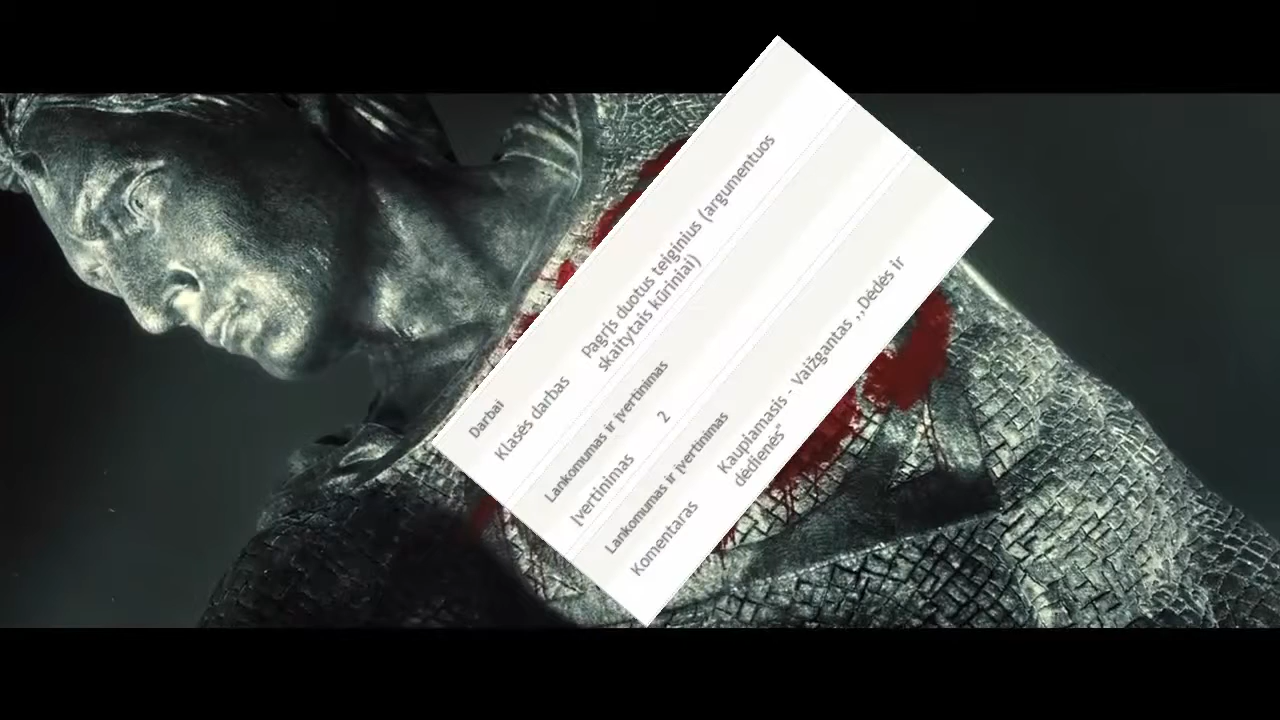 Darbai
Klasės darbas
Pagrįs duotus teiginius (argumentuos
skaitytais kūriniai)
Lankomumas ir įvertinimas
Įvertinimas
2
Lankomumas ir įvertinimas
Komentaras
Kaupiamasis - Vaižgantas ,,Dėdės ir
dėdienės"